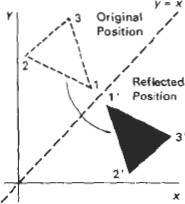 Y
3
Original
Position
y = x
2
1
Reflected
Position
1'
3'
2'
x